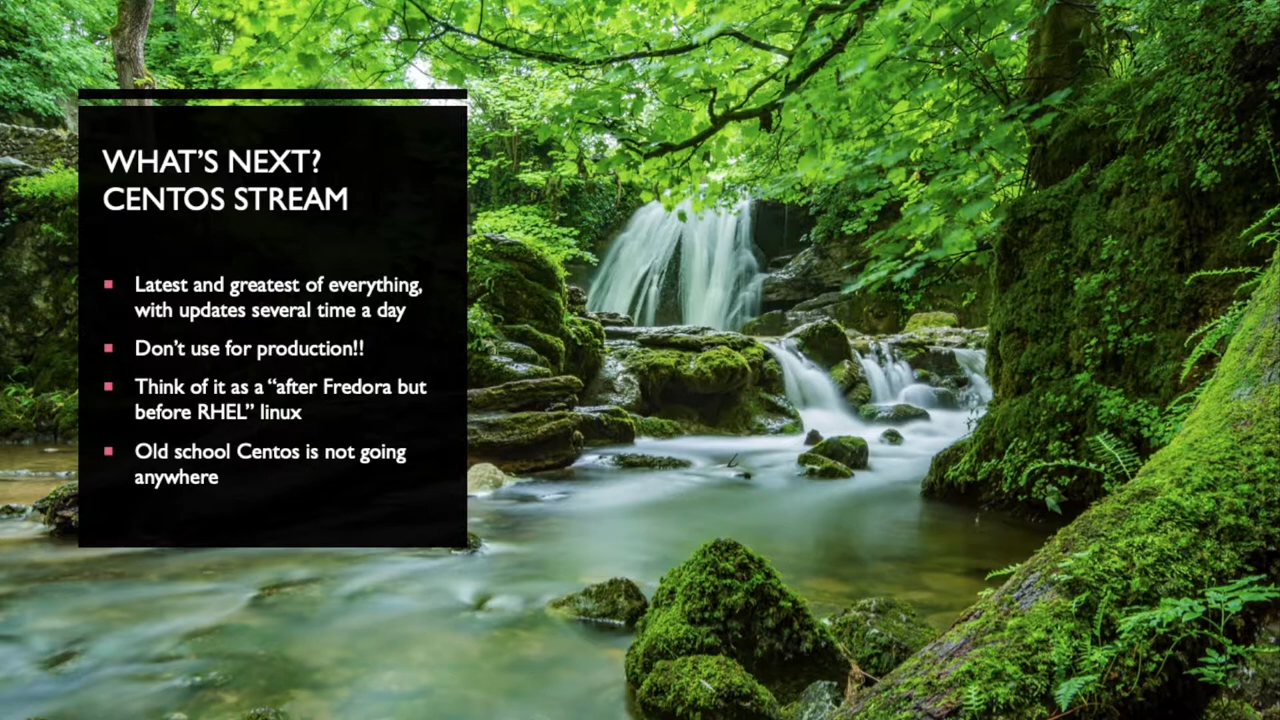 WHAT'S NEXT?
CENTOS STREAM
Latest and greatest of everything,
with updates several time a day
Don't use for production!!
Think of it as a “after Fredora but
before RHEL” linux
Old school Centos is not going
anywhere